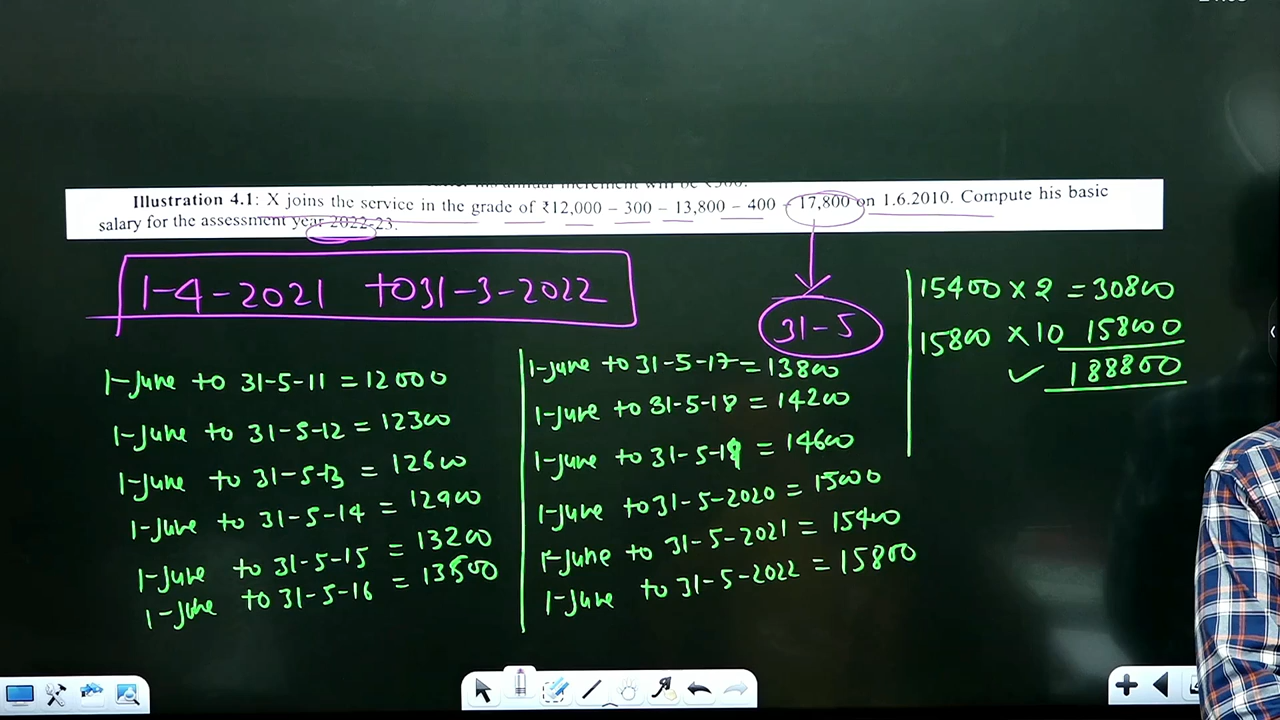 Illustration 4.1: X joins the service in the grade of ₹12,000 – 300 – 13,800 – 400 – 17,800 on 1.6.2010. Compute his basic
salary for the assessment year 2022-23.
1-4-2021 to 31-3-2022
31-5
1-June to 31-5-11 = 12000
1-June to 31-5-12 = 12300
1-June to 31-5-13 = 12600
1-June to 31-5-14 = 12900
1-June to 31-5-15 = 13200
1-June to 31-5-16 = 13500
1-June to 31-5-17 = 13800
1-June to 31-5-18 = 14200
1-June to 31-5-19 = 14600
1-June to 31-5-2020 = 15000
1-June to 31-5-2021 = 15400
1-June to 31-5-2022 = 15800
15400 × 2 = 30800
15800 × 10 158000
✓ 188800